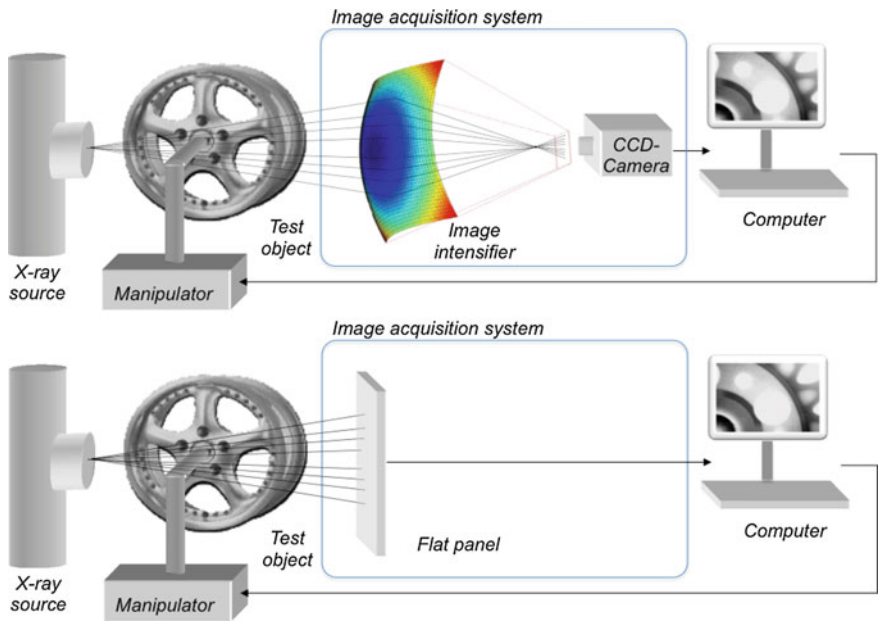 Image acquisition system
CCD-
Camera
Test
object
Image
intensifier
Computer
X-ray
source
Manipulator
Image acquisition system
Test
object
Flat panel
Computer
X-ray
source
Manipulator